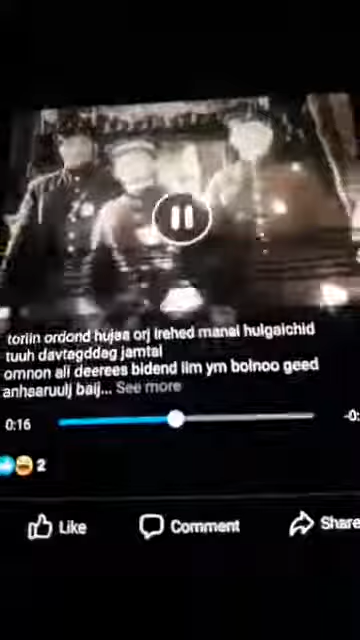 toriin ordond hujaa orj irehed manai hulgaichid
tuuh davtagddag jamtai
omnon ali deerees bidend iim ym bolnoo geed
anhaaruulj baij... See more
0:16
-0:
2
Like
Comment
Share